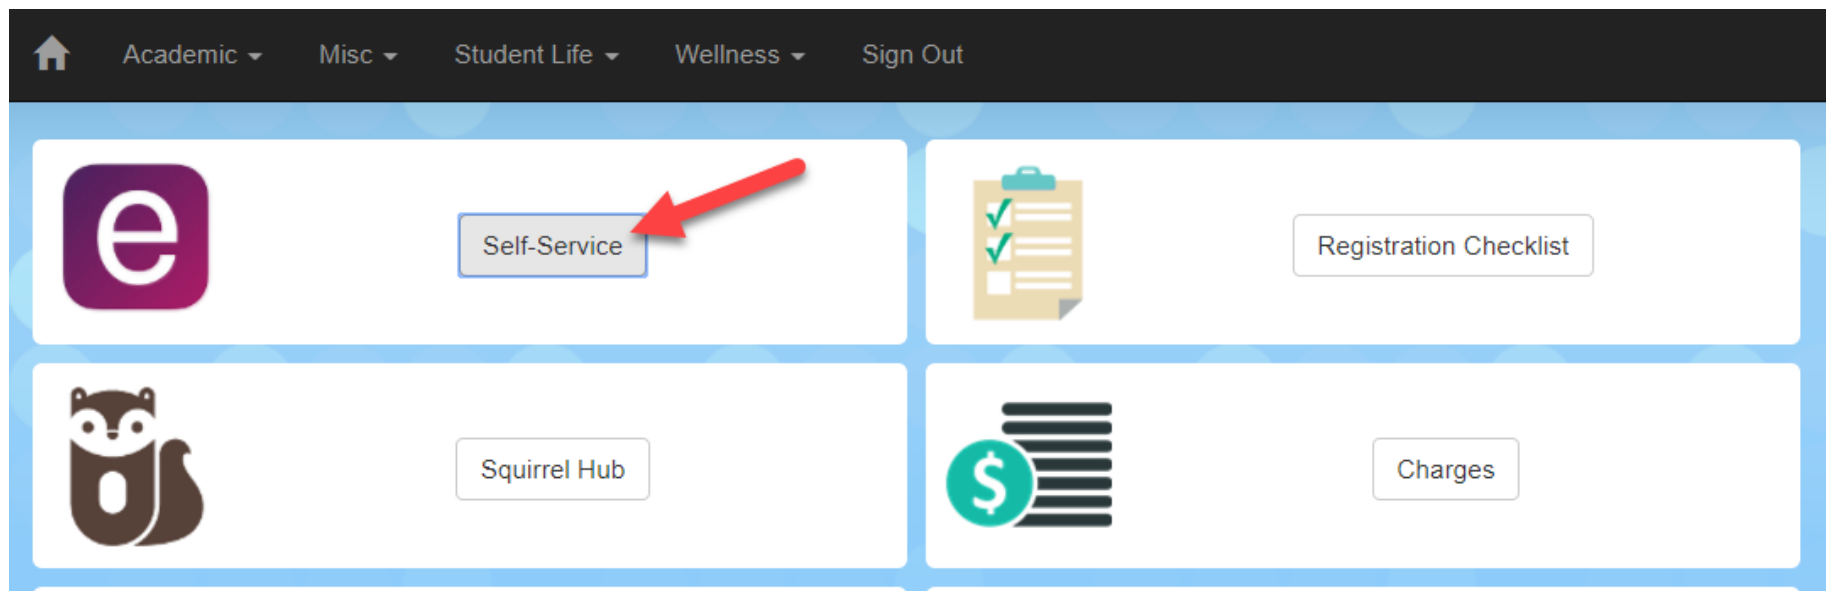 Academic Misc Student Life Wellness Sign Out
e
Self-Service
Registration Checklist
Squirrel Hub
$
Charges